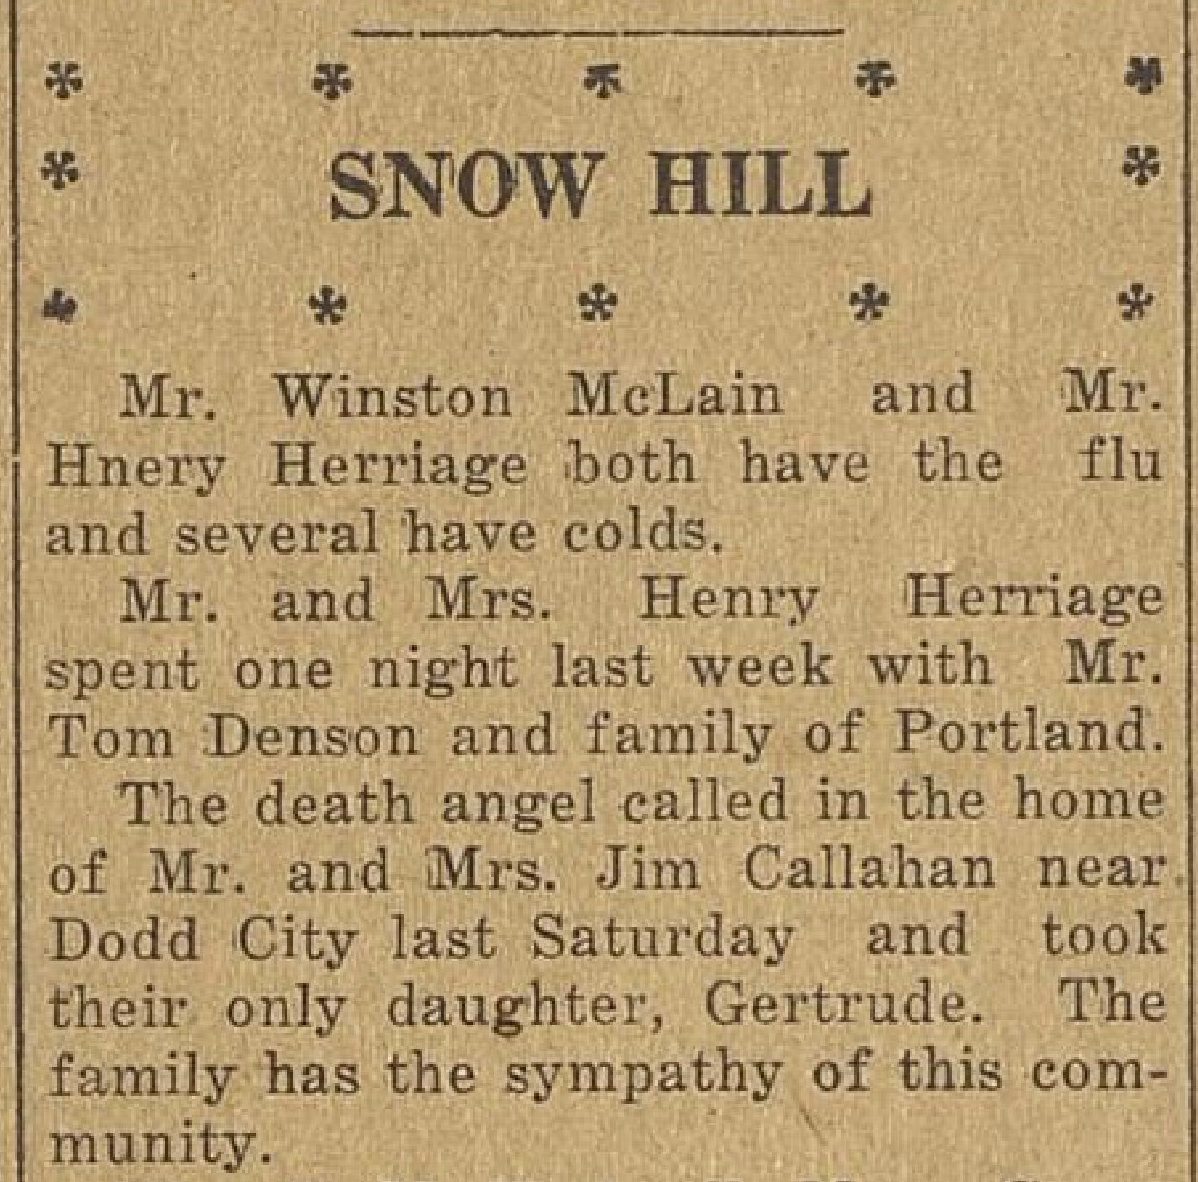 * * * * *
* SNOW HILL *
* * * * *
Mr. Winston McLain and Mr.
Hnery Herriage both have the flu
and several have colds.
Mr. and Mrs. Henry Herriage
spent one night last week with Mr.
Tom Denson and family of Portland.
The death angel called in the home
of Mr. and Mrs. Jim Callahan near
Dodd City last Saturday and took
their only daughter, Gertrude. The
family has the sympathy of this com-
munity.